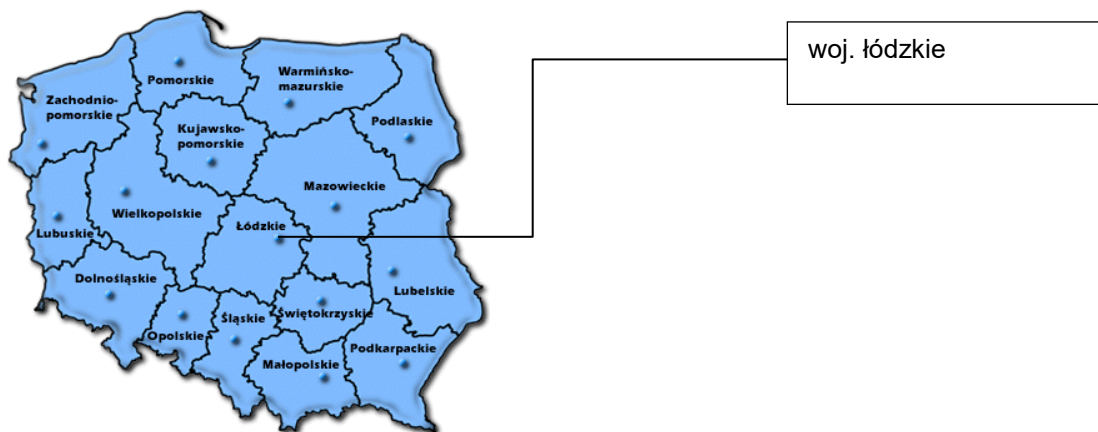 woj. łódzkie
Pomorskie
Warmińsko-
mazurskie
Zachodnio-
pomorskie
Kujawsko-
pomorskie
Podlaskie
Mazowieckie
Wielkopolskie
Łódzkie
Lubuskie
Dolnośląskie
Lubelskie
Opolskie
Śląskie
Świętokrzyskie
Małopolskie
Podkarpackie